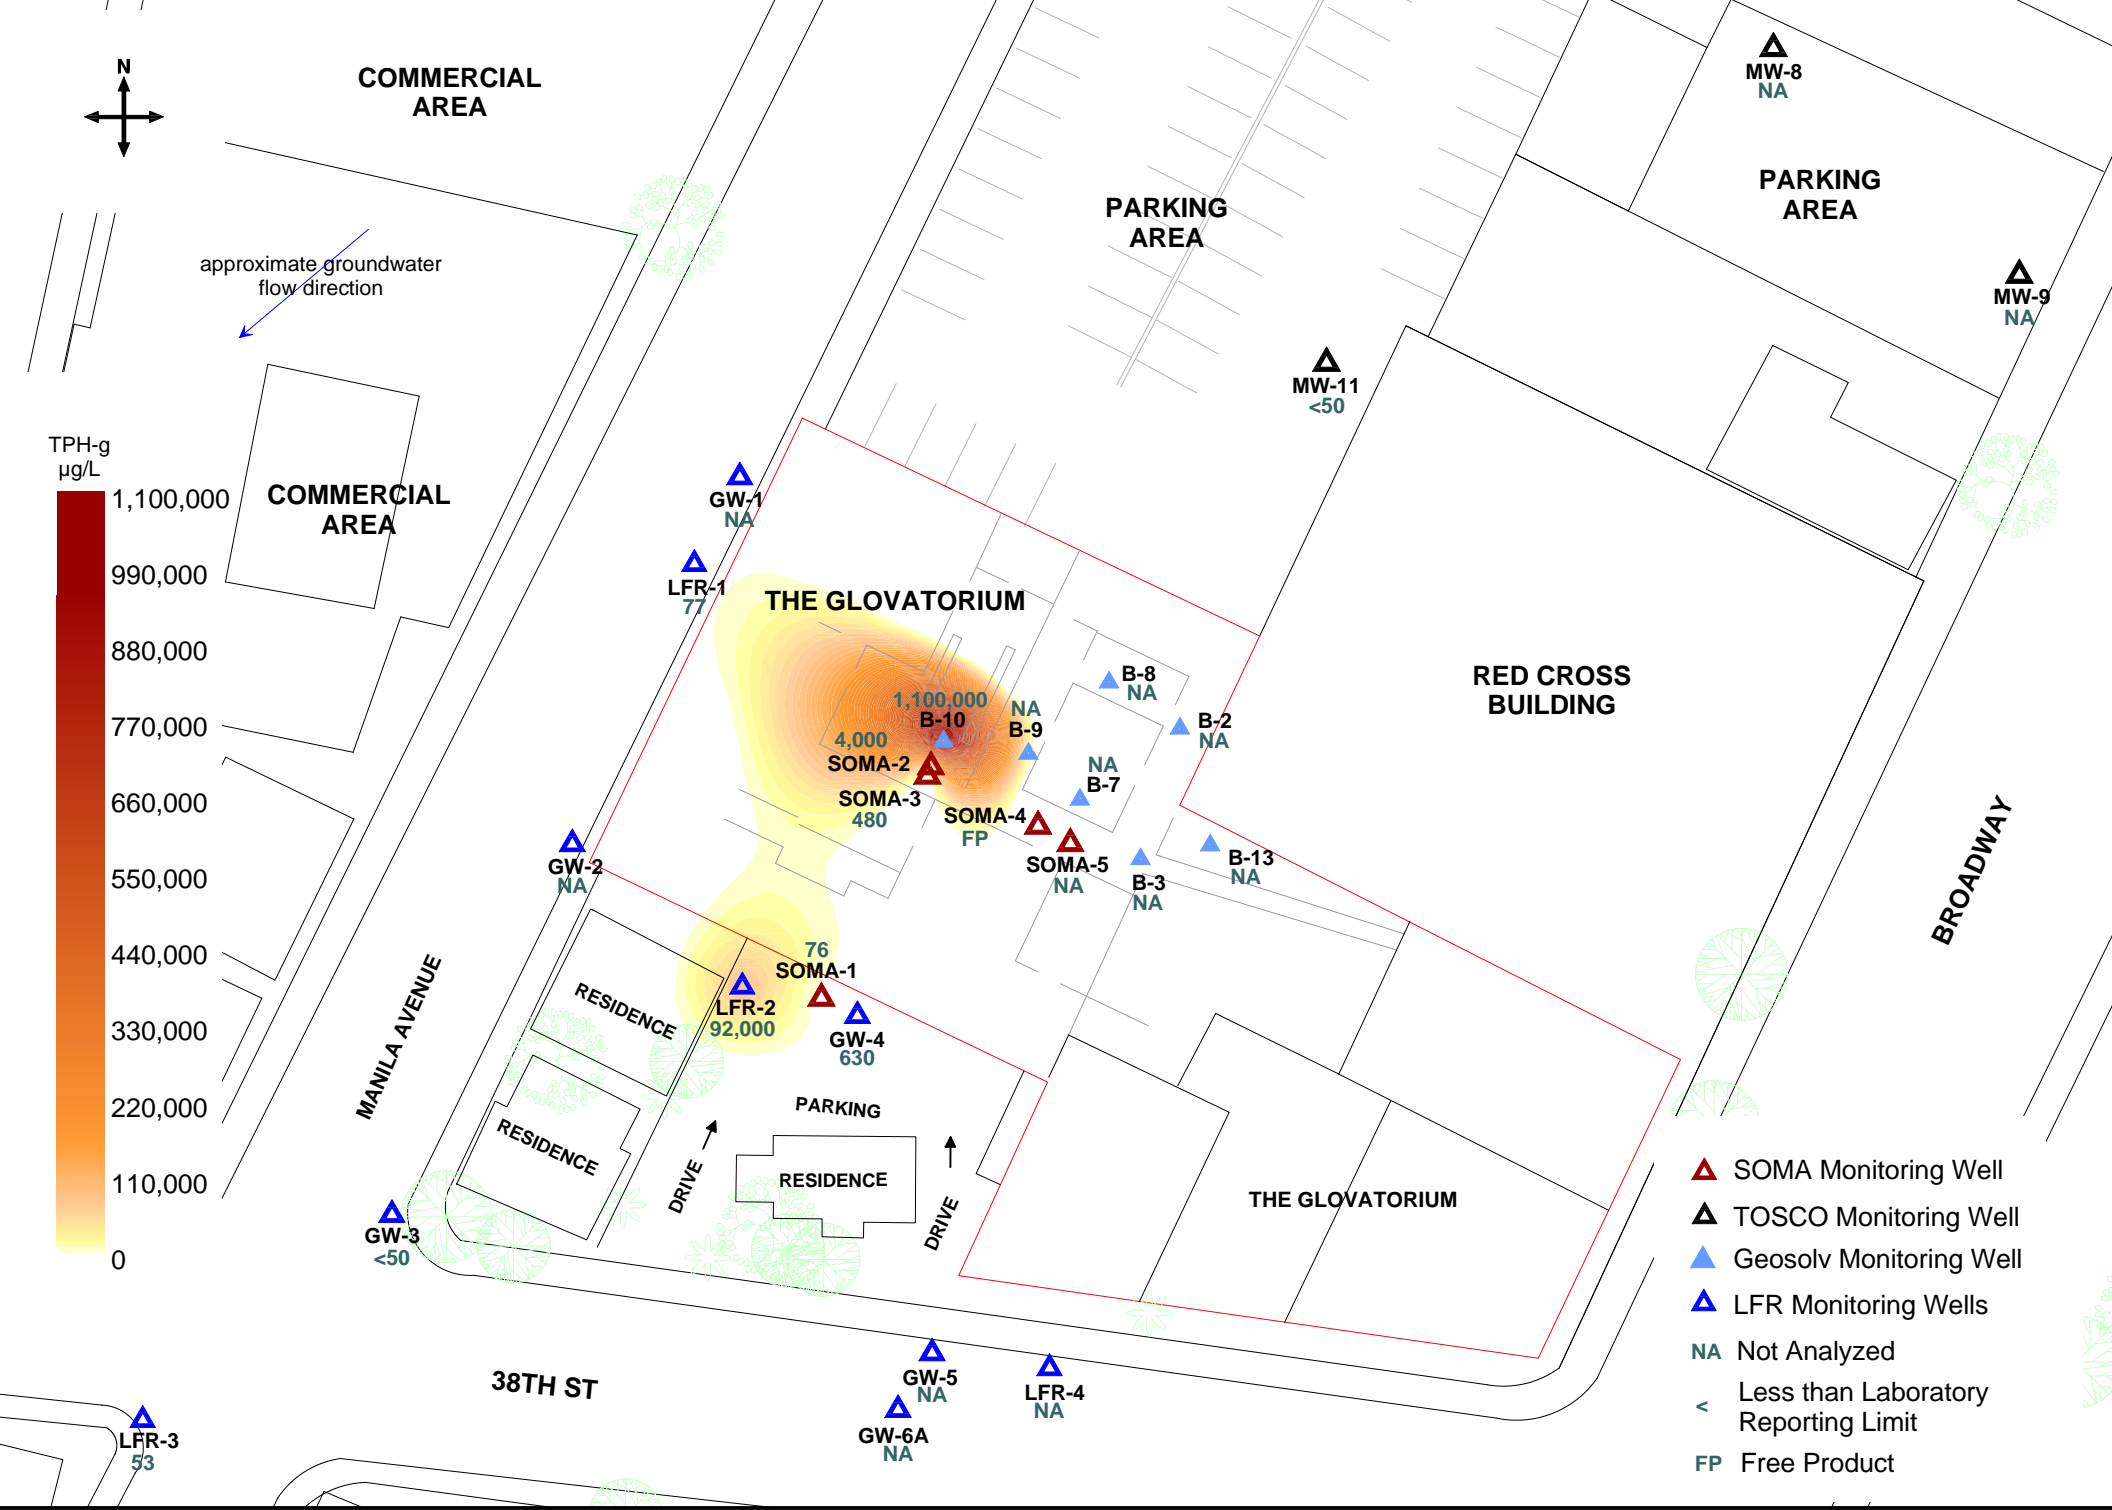 N
COMMERCIAL
AREA
MW-8
NA
PARKING
AREA
PARKING
AREA
approximate groundwater
flow direction
MW-9
NA
MW-11
<50
TPH-g
µg/L
1,100,000
990,000
880,000
770,000
660,000
550,000
440,000
330,000
220,000
110,000
0
COMMERCIAL
AREA
GW-1
NA
LFR-1
77
THE GLOVATORIUM
B-8
NA
RED CROSS
BUILDING
1,100,000
B-10
NA
B-9
B-2
NA
4,000
SOMA-2
NA
B-7
SOMA-3
480
SOMA-4
FP
SOMA-5
NA
B-13
NA
B-3
NA
GW-2
NA
BROADWAY
MANILA AVENUE
76
SOMA-1
RESIDENCE
LFR-2
92,000
GW-4
630
PARKING
RESIDENCE
DRIVE
RESIDENCE
DRIVE
THE GLOVATORIUM
GW-3
<50
38TH ST
GW-5
NA
LFR-4
NA
GW-6A
NA
LFR-3
53
SOMA Monitoring Well
TOSCO Monitoring Well
Geosolv Monitoring Well
LFR Monitoring Wells
NA Not Analyzed
< Less than Laboratory
Reporting Limit
FP Free Product